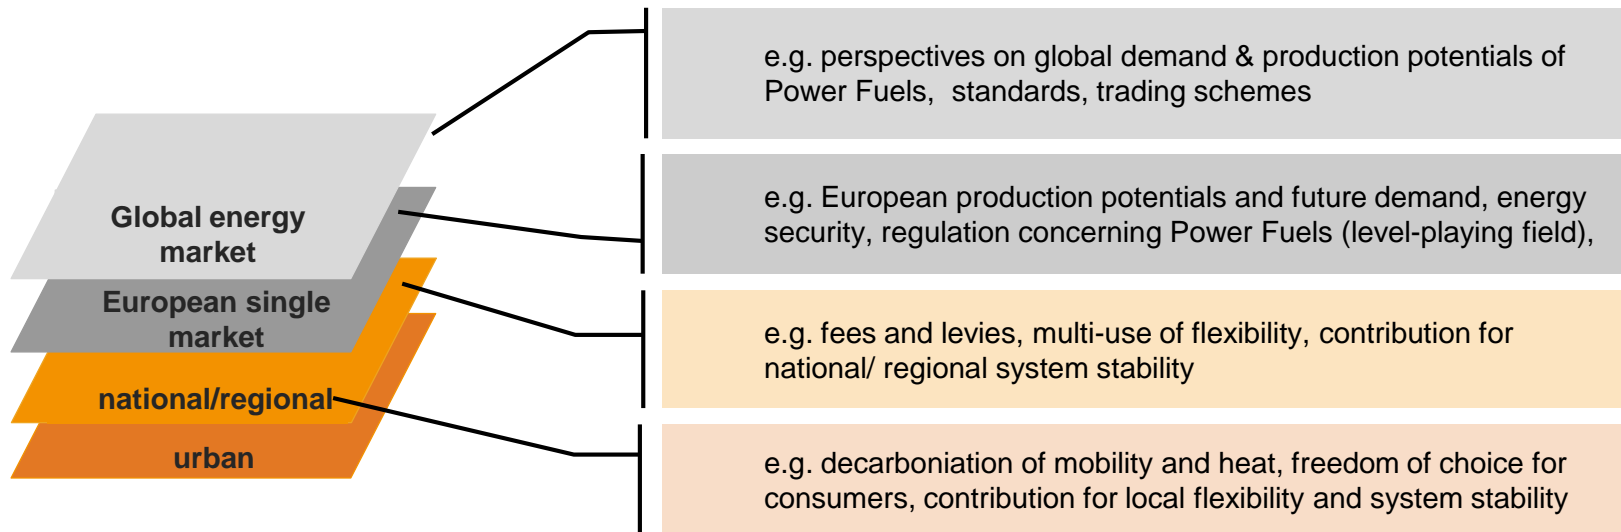 e.g. perspectives on global demand & production potentials of
Power Fuels,  standards, trading schemes
Global energy
market
e.g. European production potentials and future demand, energy
security, regulation concerning Power Fuels (level-playing field),
European single
market
e.g. fees and levies, multi-use of flexibility, contribution for
national/ regional system stability
national/regional
urban
e.g. decarboniation of mobility and heat, freedom of choice for
consumers, contribution for local flexibility and system stability